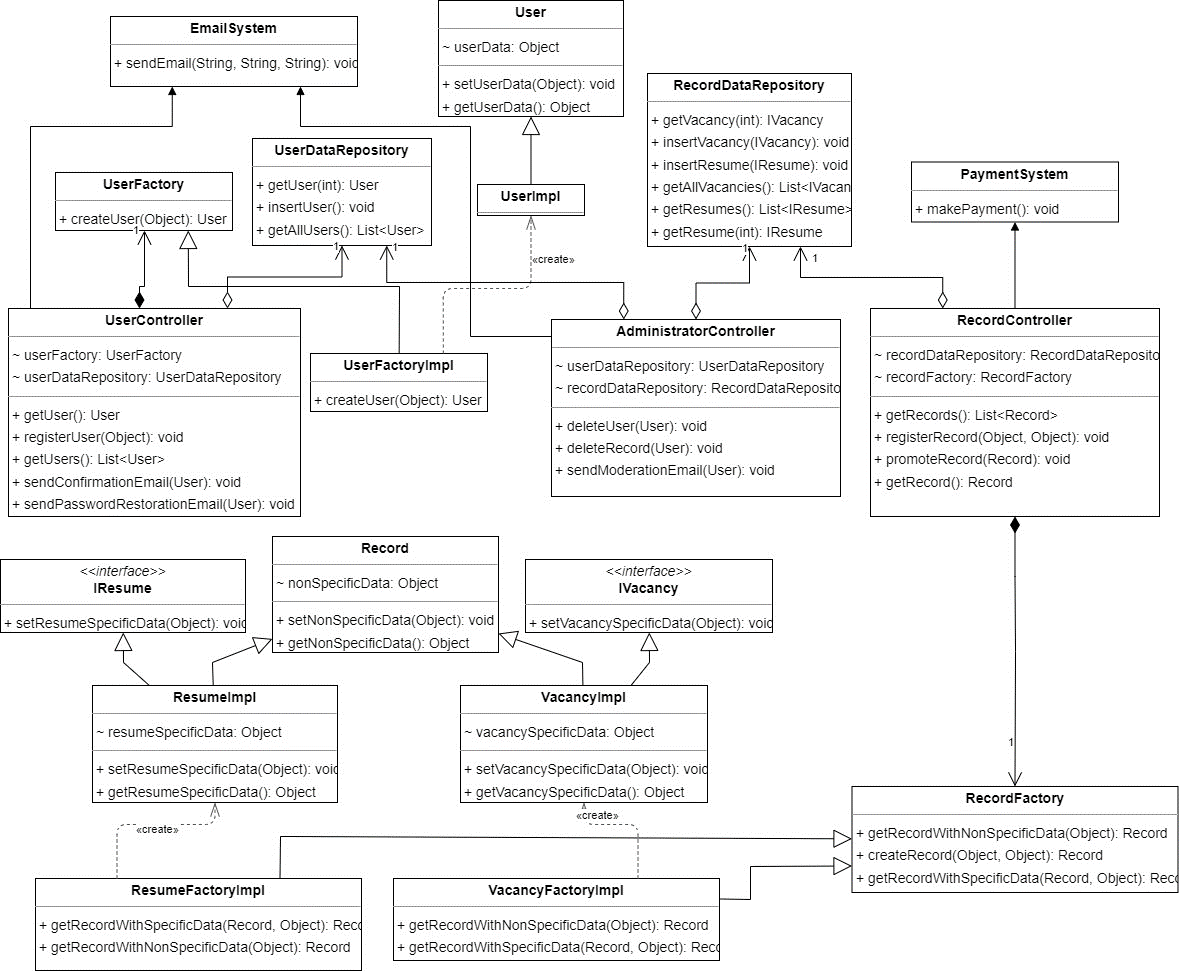 EmailSystem
+ sendEmail(String, String, String): void
User
~ userData: Object
+ setUserData(Object): void
+ getUserData(): Object
RecordDataRepository
+ getVacancy(int): IVacancy
+ insertVacancy(IVacancy): void
+ insertResume(IResume): void
+ getAllVacancies(): List<IVacan
+ getResumes(): List<IResume>
+ getResume(int): IResume
1
1
UserDataRepository
+ getUser(int): User
+ insertUser(): void
+ getAllUsers(): List<User>
1
1
UserFactory
+ createUser(Object): User
1
UserImpl
«create»
PaymentSystem
+ makePayment(): void
UserController
~ userFactory: UserFactory
~ userDataRepository: UserDataRepository
+ getUser(): User
+ registerUser(Object): void
+ getUsers(): List<User>
+ sendConfirmationEmail(User): void
+ sendPasswordRestorationEmail(User): void
UserFactoryImpl
+ createUser(Object): User
AdministratorController
~ userDataRepository: UserDataRepository
~ recordDataRepository: RecordDataReposito
+ deleteUser(User): void
+ deleteRecord(User): void
+ sendModerationEmail(User): void
RecordController
~ recordDataRepository: RecordDataReposito
~ recordFactory: RecordFactory
+ getRecords(): List<Record>
+ registerRecord(Object, Object): void
+ promoteRecord(Record): void
+ getRecord(): Record
<<interface>>
IResume
+ setResumeSpecificData(Object): void
Record
~ nonSpecificData: Object
+ setNonSpecificData(Object): void
+ getNonSpecificData(): Object
<<interface>>
IVacancy
+ setVacancySpecificData(Object): void
ResumeImpl
~ resumeSpecificData: Object
+ setResumeSpecificData(Object): void
+ getResumeSpecificData(): Object
«create»
VacancyImpl
~ vacancySpecificData: Object
+ setVacancySpecificData(Object): void
+ getVacancySpecificData(): Object
«create»
1
RecordFactory
+ getRecordWithNonSpecificData(Object): Record
+ createRecord(Object, Object): Record
+ getRecordWithSpecificData(Record, Object): Rec
ResumeFactoryImpl
+ getRecordWithSpecificData(Record, Object): Rec
+ getRecordWithNonSpecificData(Object): Record
VacancyFactoryImpl
+ getRecordWithNonSpecificData(Object): Record
+ getRecordWithSpecificData(Record, Object): Rec